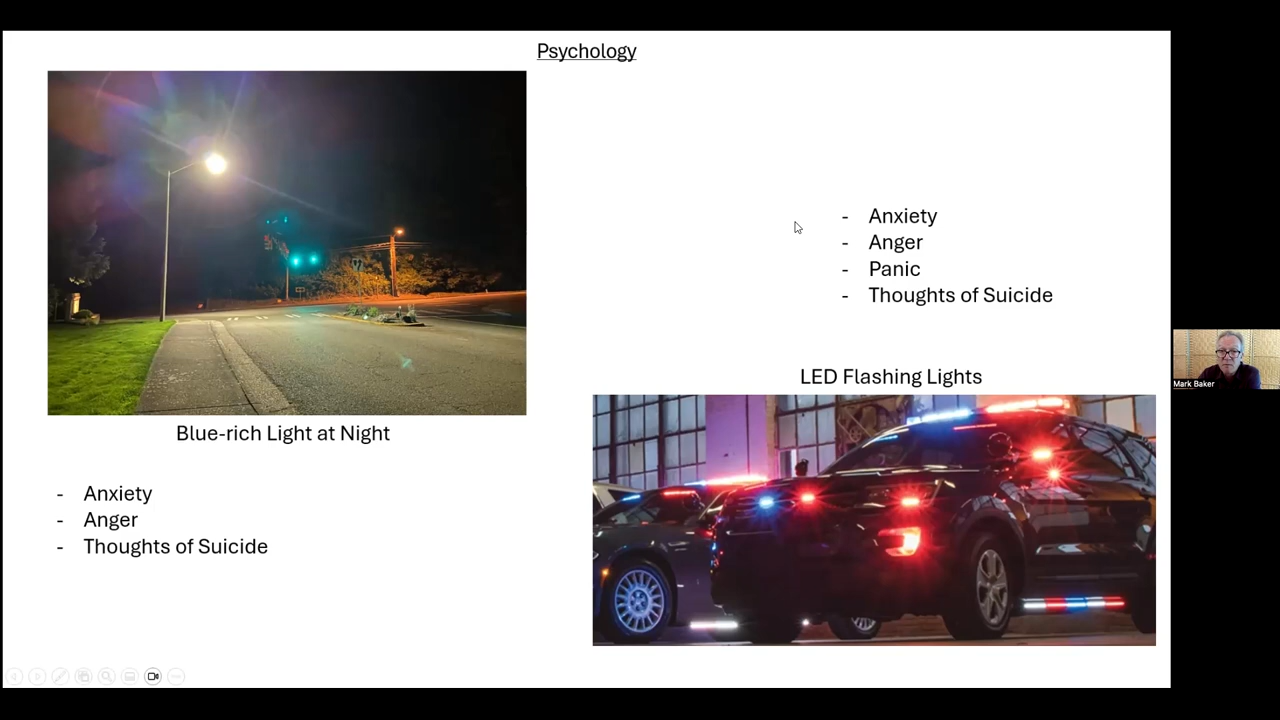 Psychology
Blue-rich Light at Night
- Anxiety
- Anger
- Thoughts of Suicide
- Anxiety
- Anger
- Panic
- Thoughts of Suicide
LED Flashing Lights
Mark Baker